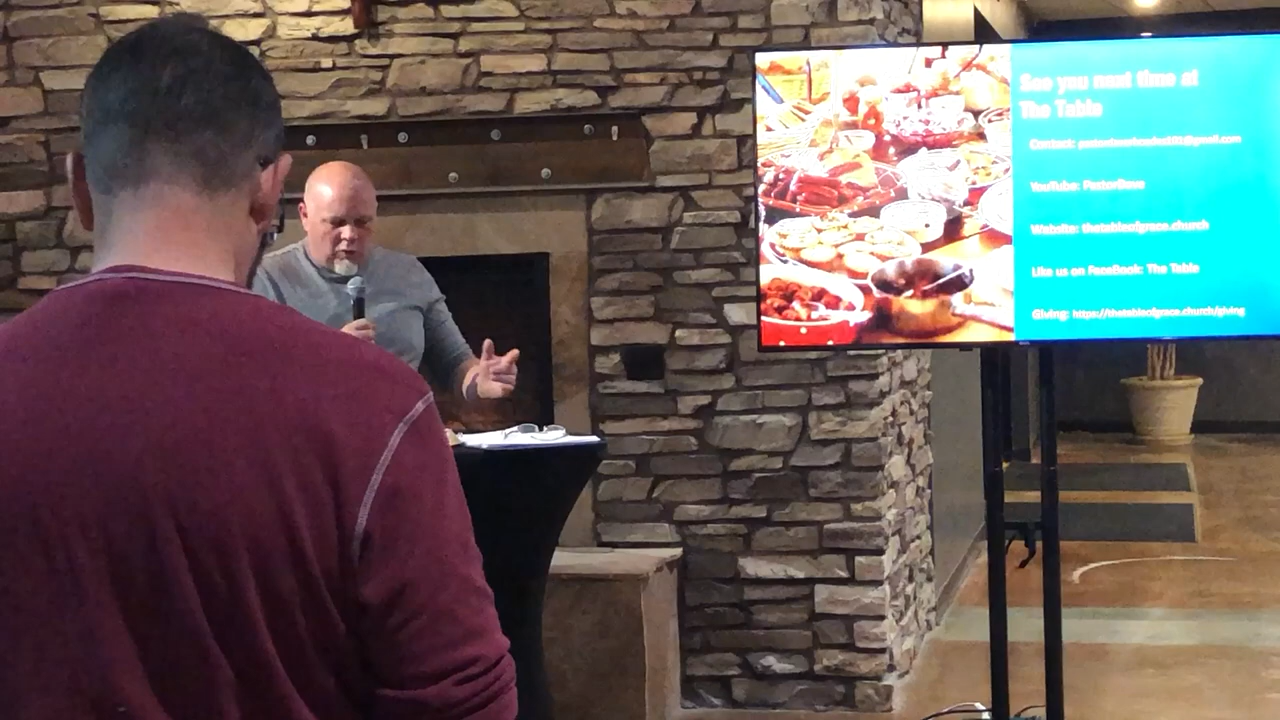 See you next time at
The Table
Contact:
YouTube: PastorDave
Website: thetableofgrace.church
Like us on FaceBook: The Table
Giving: https://thetableofgrace.church/giving